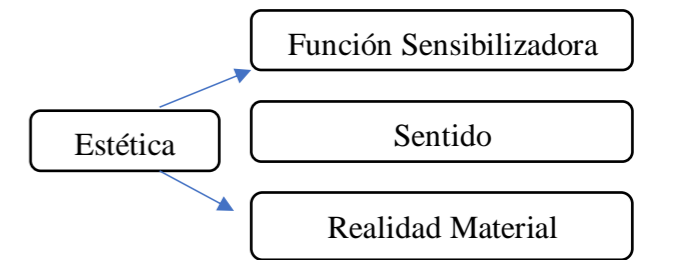 Función Sensibilizadora
Estética
Sentido
Realidad Material